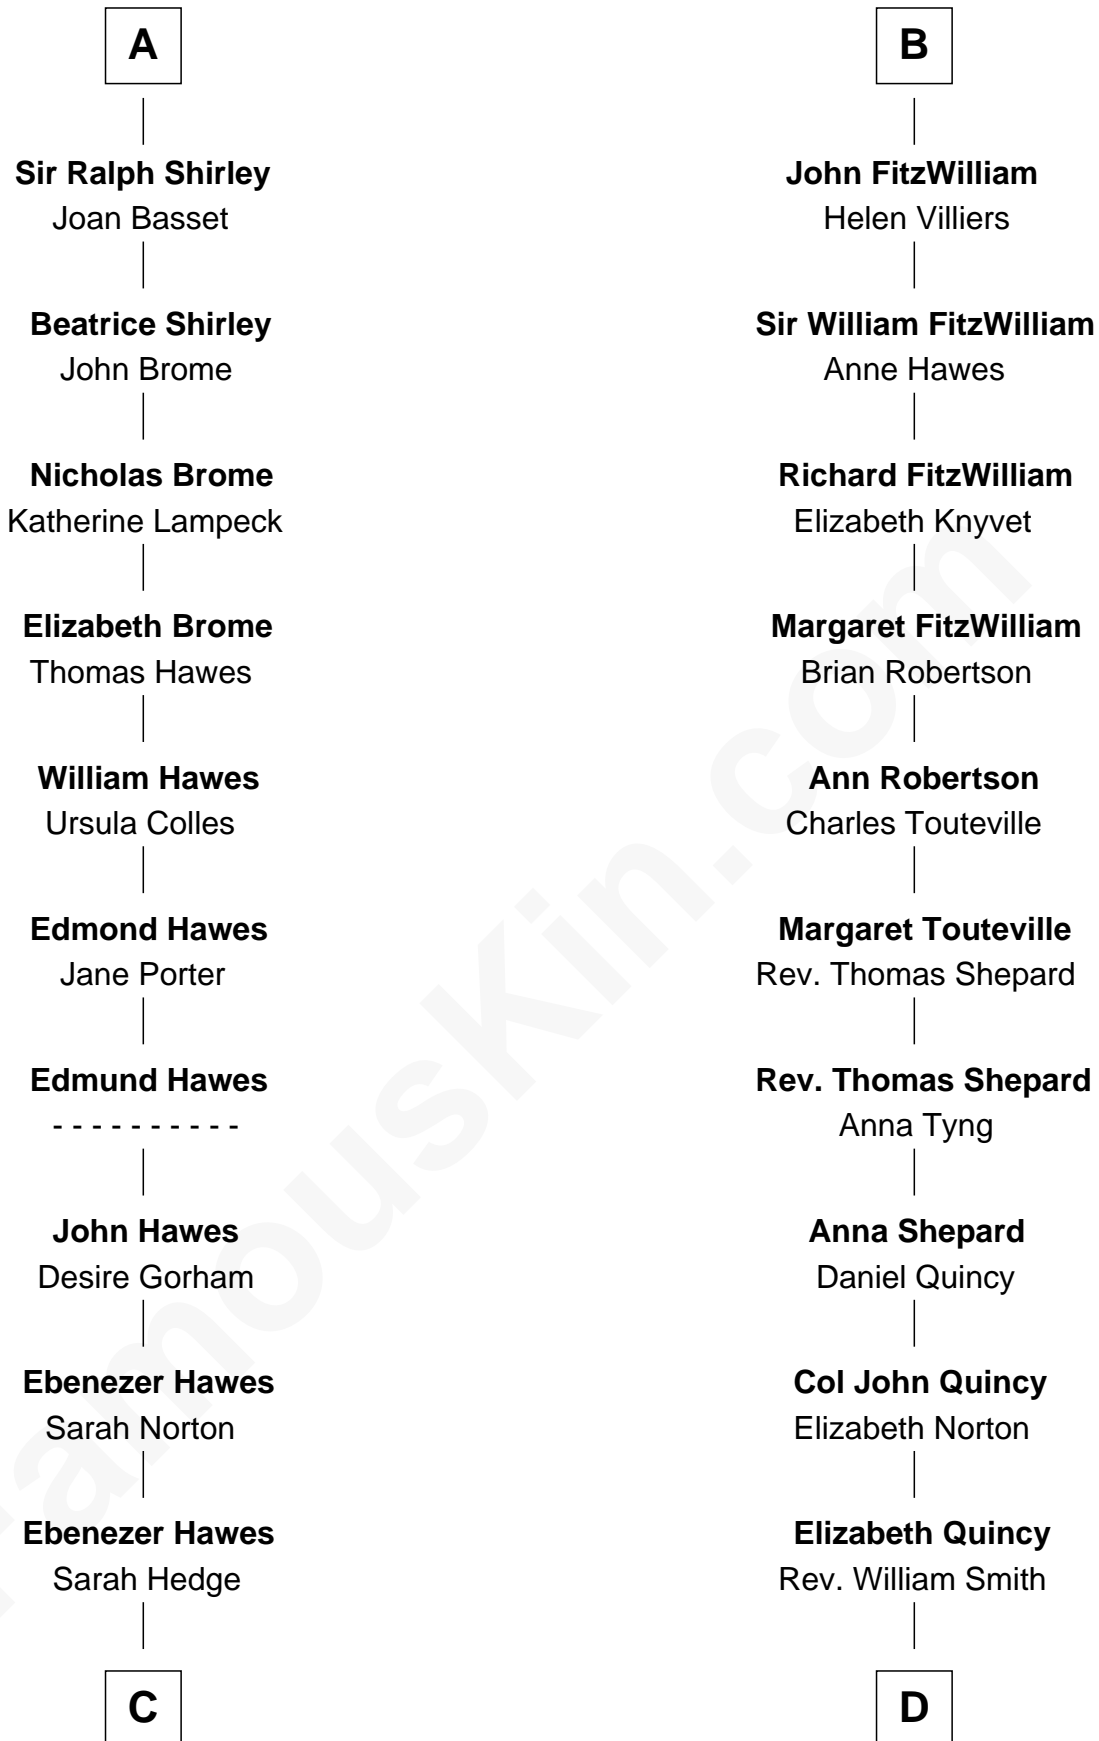 A
Sir Ralph Shirley
Joan Basset
Beatrice Shirley
John Brome
Nicholas Brome
Katherine Lampeck
Elizabeth Brome
Thomas Hawes
William Hawes
Ursula Colles
Edmond Hawes
Jane Porter
Edmund Hawes
- - - - - - - - - -
John Hawes
Desire Gorham
Ebenezer Hawes
Sarah Norton
Ebenezer Hawes
Sarah Hedge
C
B
John FitzWilliam
Helen Villiers
Sir William FitzWilliam
Anne Hawes
Richard FitzWilliam
Elizabeth Knyvet
Margaret FitzWilliam
Brian Robertson
Ann Robertson
Charles Touteville
Margaret Touteville
Rev. Thomas Shepard
Rev. Thomas Shepard
Anna Tyng
Anna Shepard
Daniel Quincy
Col John Quincy
Elizabeth Norton
Elizabeth Quincy
Rev. William Smith
D
FamousKin.com